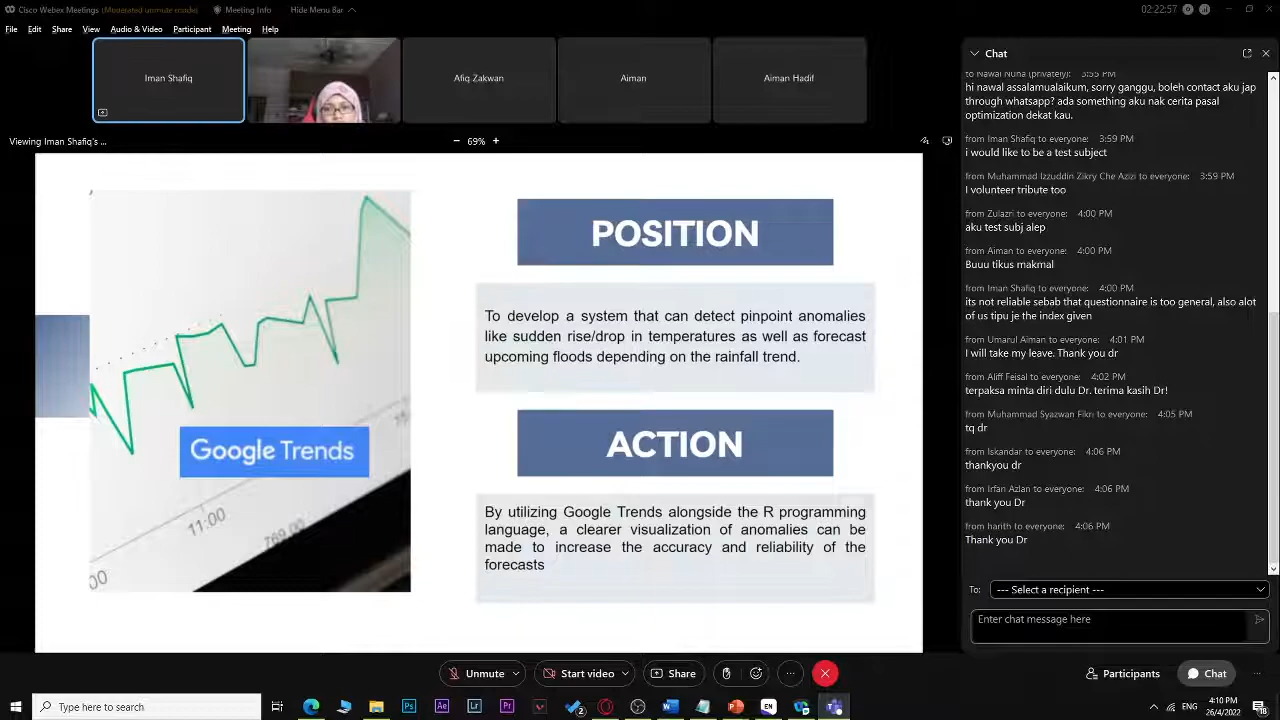 Cisco Webex Meetings (Moderated unmute mode) Meeting Info Hide Menu Bar
02:22:57
File Edit Share View Audio & Video Participant Meeting Help
Iman Shafiq
Afiq Zakwan
Aiman
Aiman Hadif
Viewing Iman Shafiq's ...
69%
POSITION
To develop a system that can detect pinpoint anomalies
like sudden rise/drop in temperatures as well as forecast
upcoming floods depending on the rainfall trend.
Google Trends
ACTION
By utilizing Google Trends alongside the R programming
language, a clearer visualization of anomalies can be
made to increase the accuracy and reliability of the
forecasts
11:00
00
Chat
to Nawal Nuha (privately): 3:55 PM
hi nawal assalamualaikum, sorry ganggu, boleh contact aku jap
through whatsapp? ada something aku nak cerita pasal
optimization dekat kau.
from Iman Shafiq to everyone: 3:59 PM
i would like to be a test subject
from Muhammad Izzuddin Zikry Che Azizi to everyone: 3:59 PM
I volunteer tribute too
from Zulazri to everyone: 4:00 PM
aku test subj alep
from Aiman to everyone: 4:00 PM
Buuu tikus makmal
from Iman Shafiq to everyone: 4:00 PM
its not reliable sebab that questionnaire is too general, also alot
of us tipu je the index given
from Umarul Aiman to everyone: 4:01 PM
I will take my leave. Thank you dr
from Aliff Feisal to everyone: 4:02 PM
terpaksa minta diri dulu Dr. terima kasih Dr!
from Muhammad Syazwan Fikri to everyone: 4:05 PM
tq dr
from Iskandar to everyone: 4:06 PM
thankyou dr
from Irfan Azlan to everyone: 4:06 PM
thank you Dr
from harith to everyone: 4:06 PM
Thank you Dr
To: --- Select a recipient ---
Enter chat message here
Unmute Start video Share Participants Chat
Type here to search
Ps Ae Lr Pr EN
ENG 4:10 PM
26/4/2022